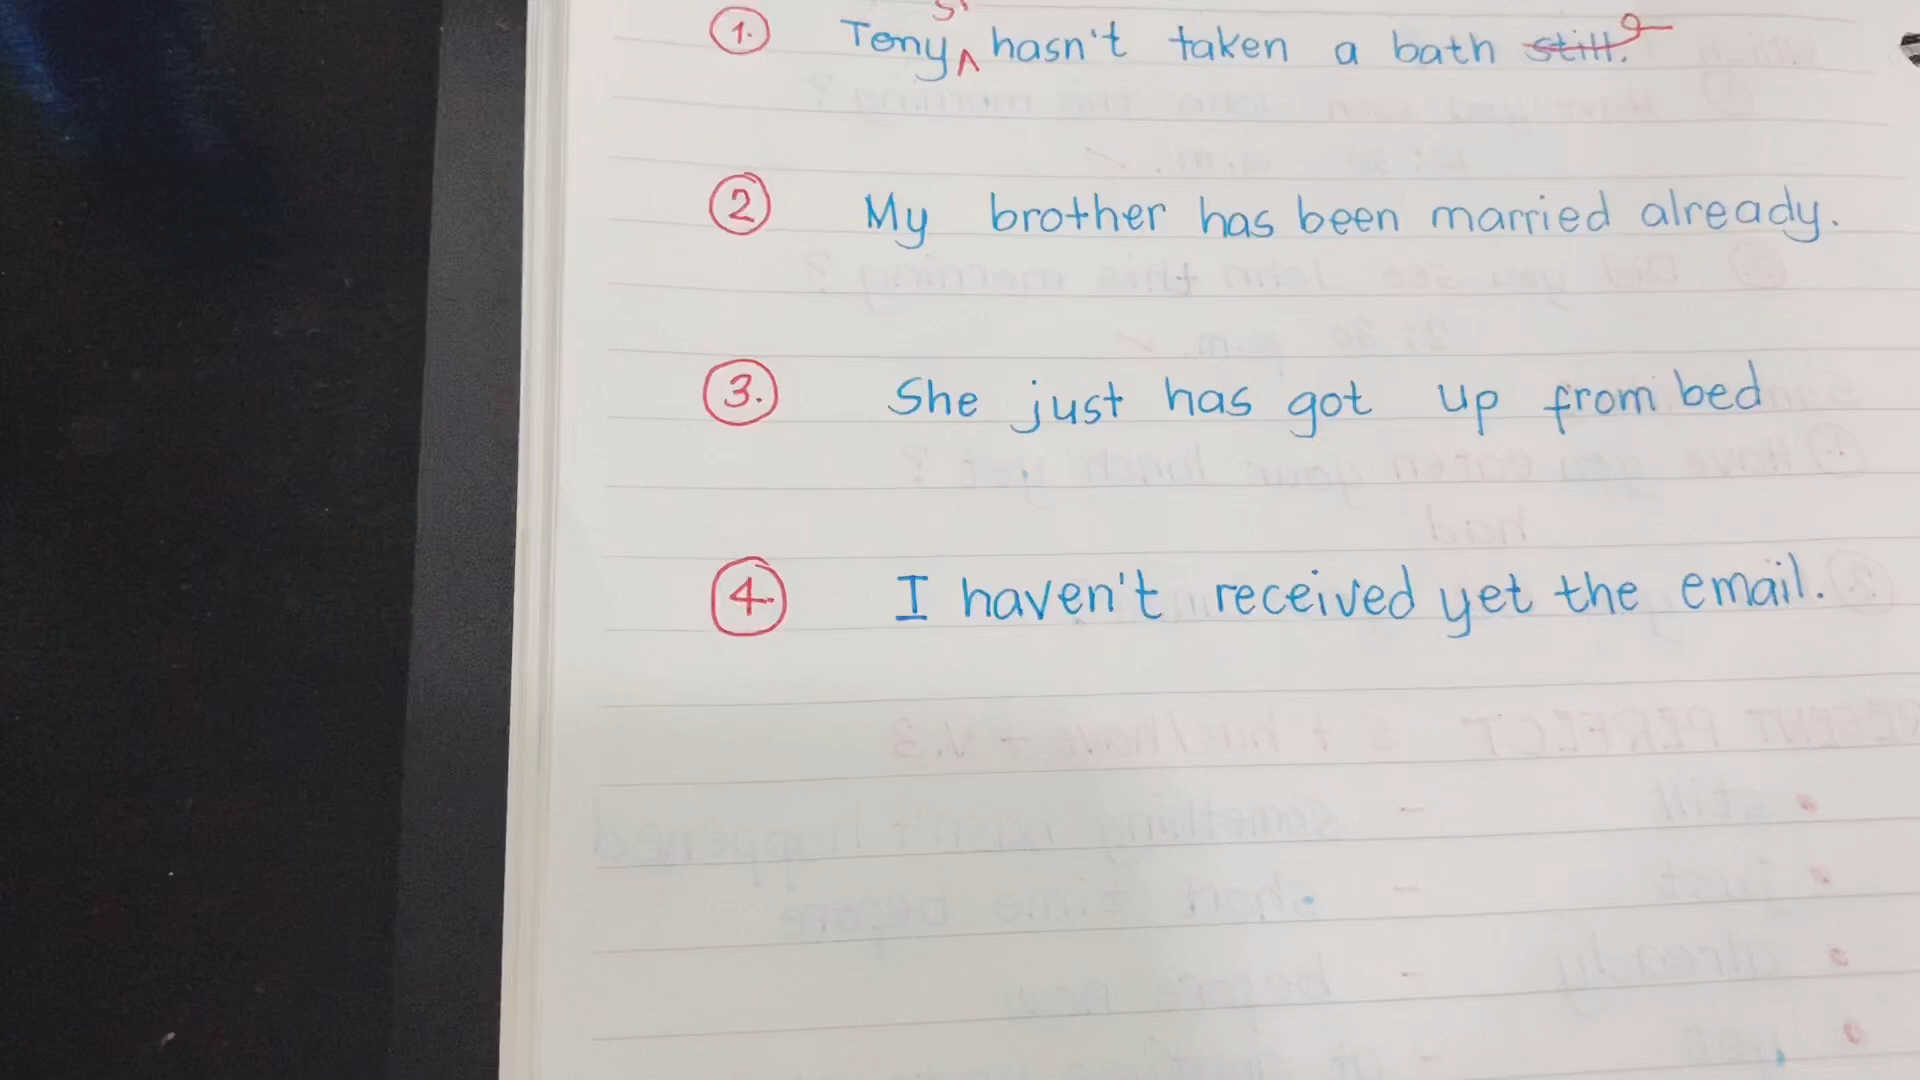 1. Tony ^ hasn't taken a bath still.
2 My brother has been married already.
3. She just has got up from bed
4 I haven't received yet the email.